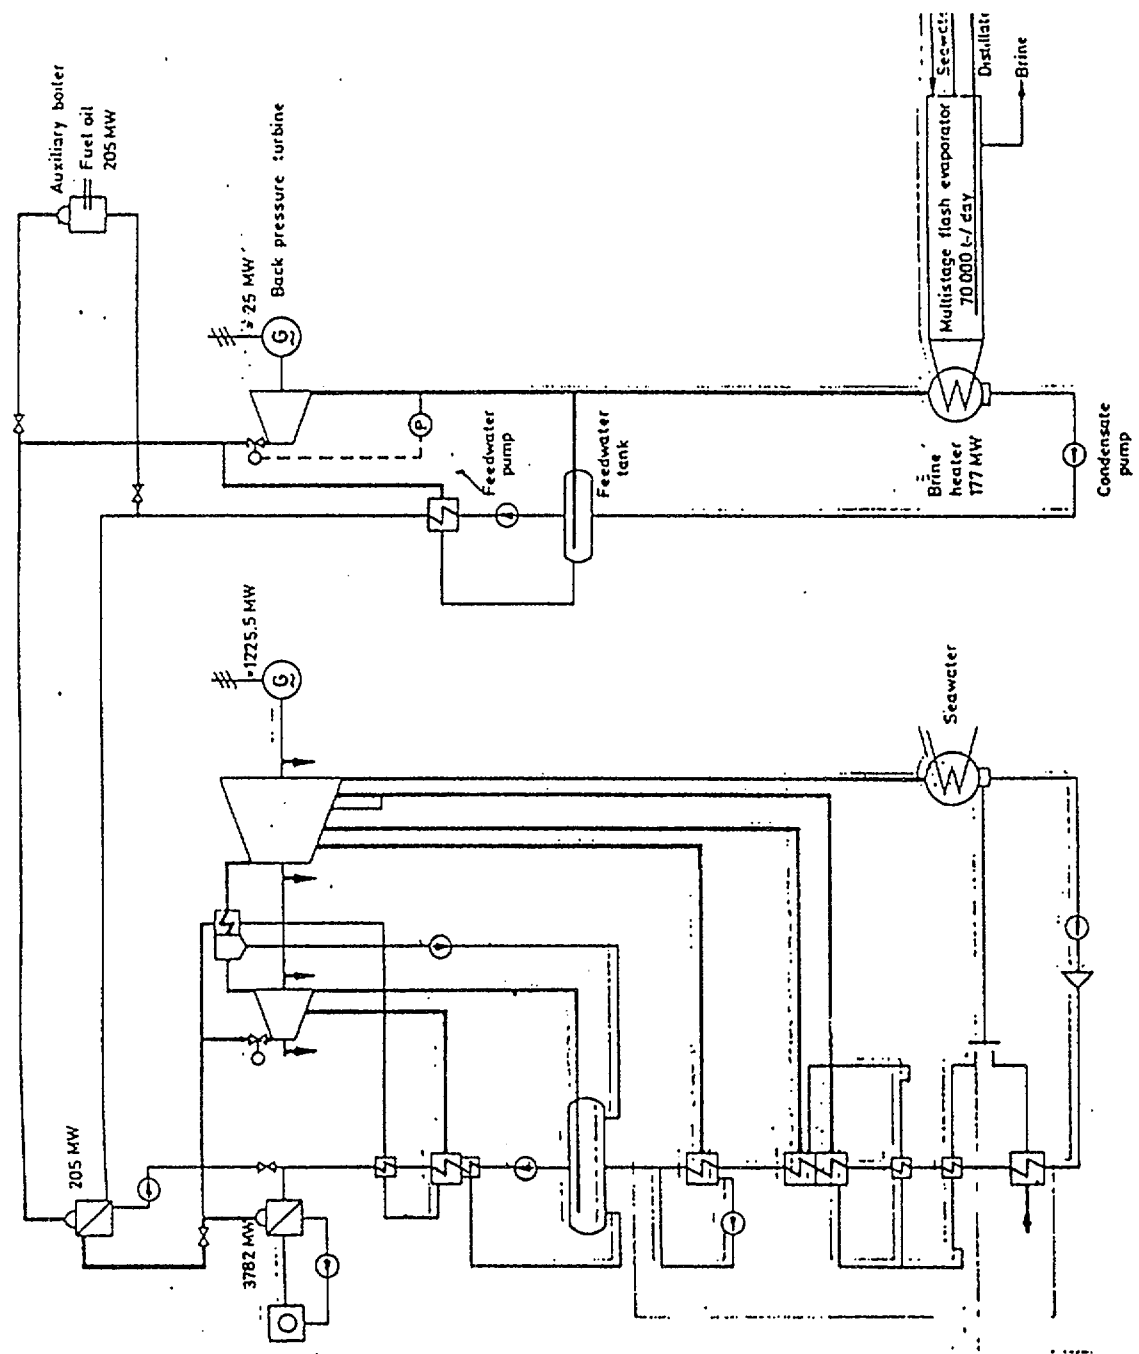 Auxiliary boiler
Fuel oil
205 MW
Back pressure turbine
25 MW
G
P
Feedwater
pump
Feedwater
tank
Multistage flash evaporator
70 000 t / day
Brine
Brine
heater
177 MW
Condensate
pump
1225.5 MW
G
Seawater
205 MW
3782 MW